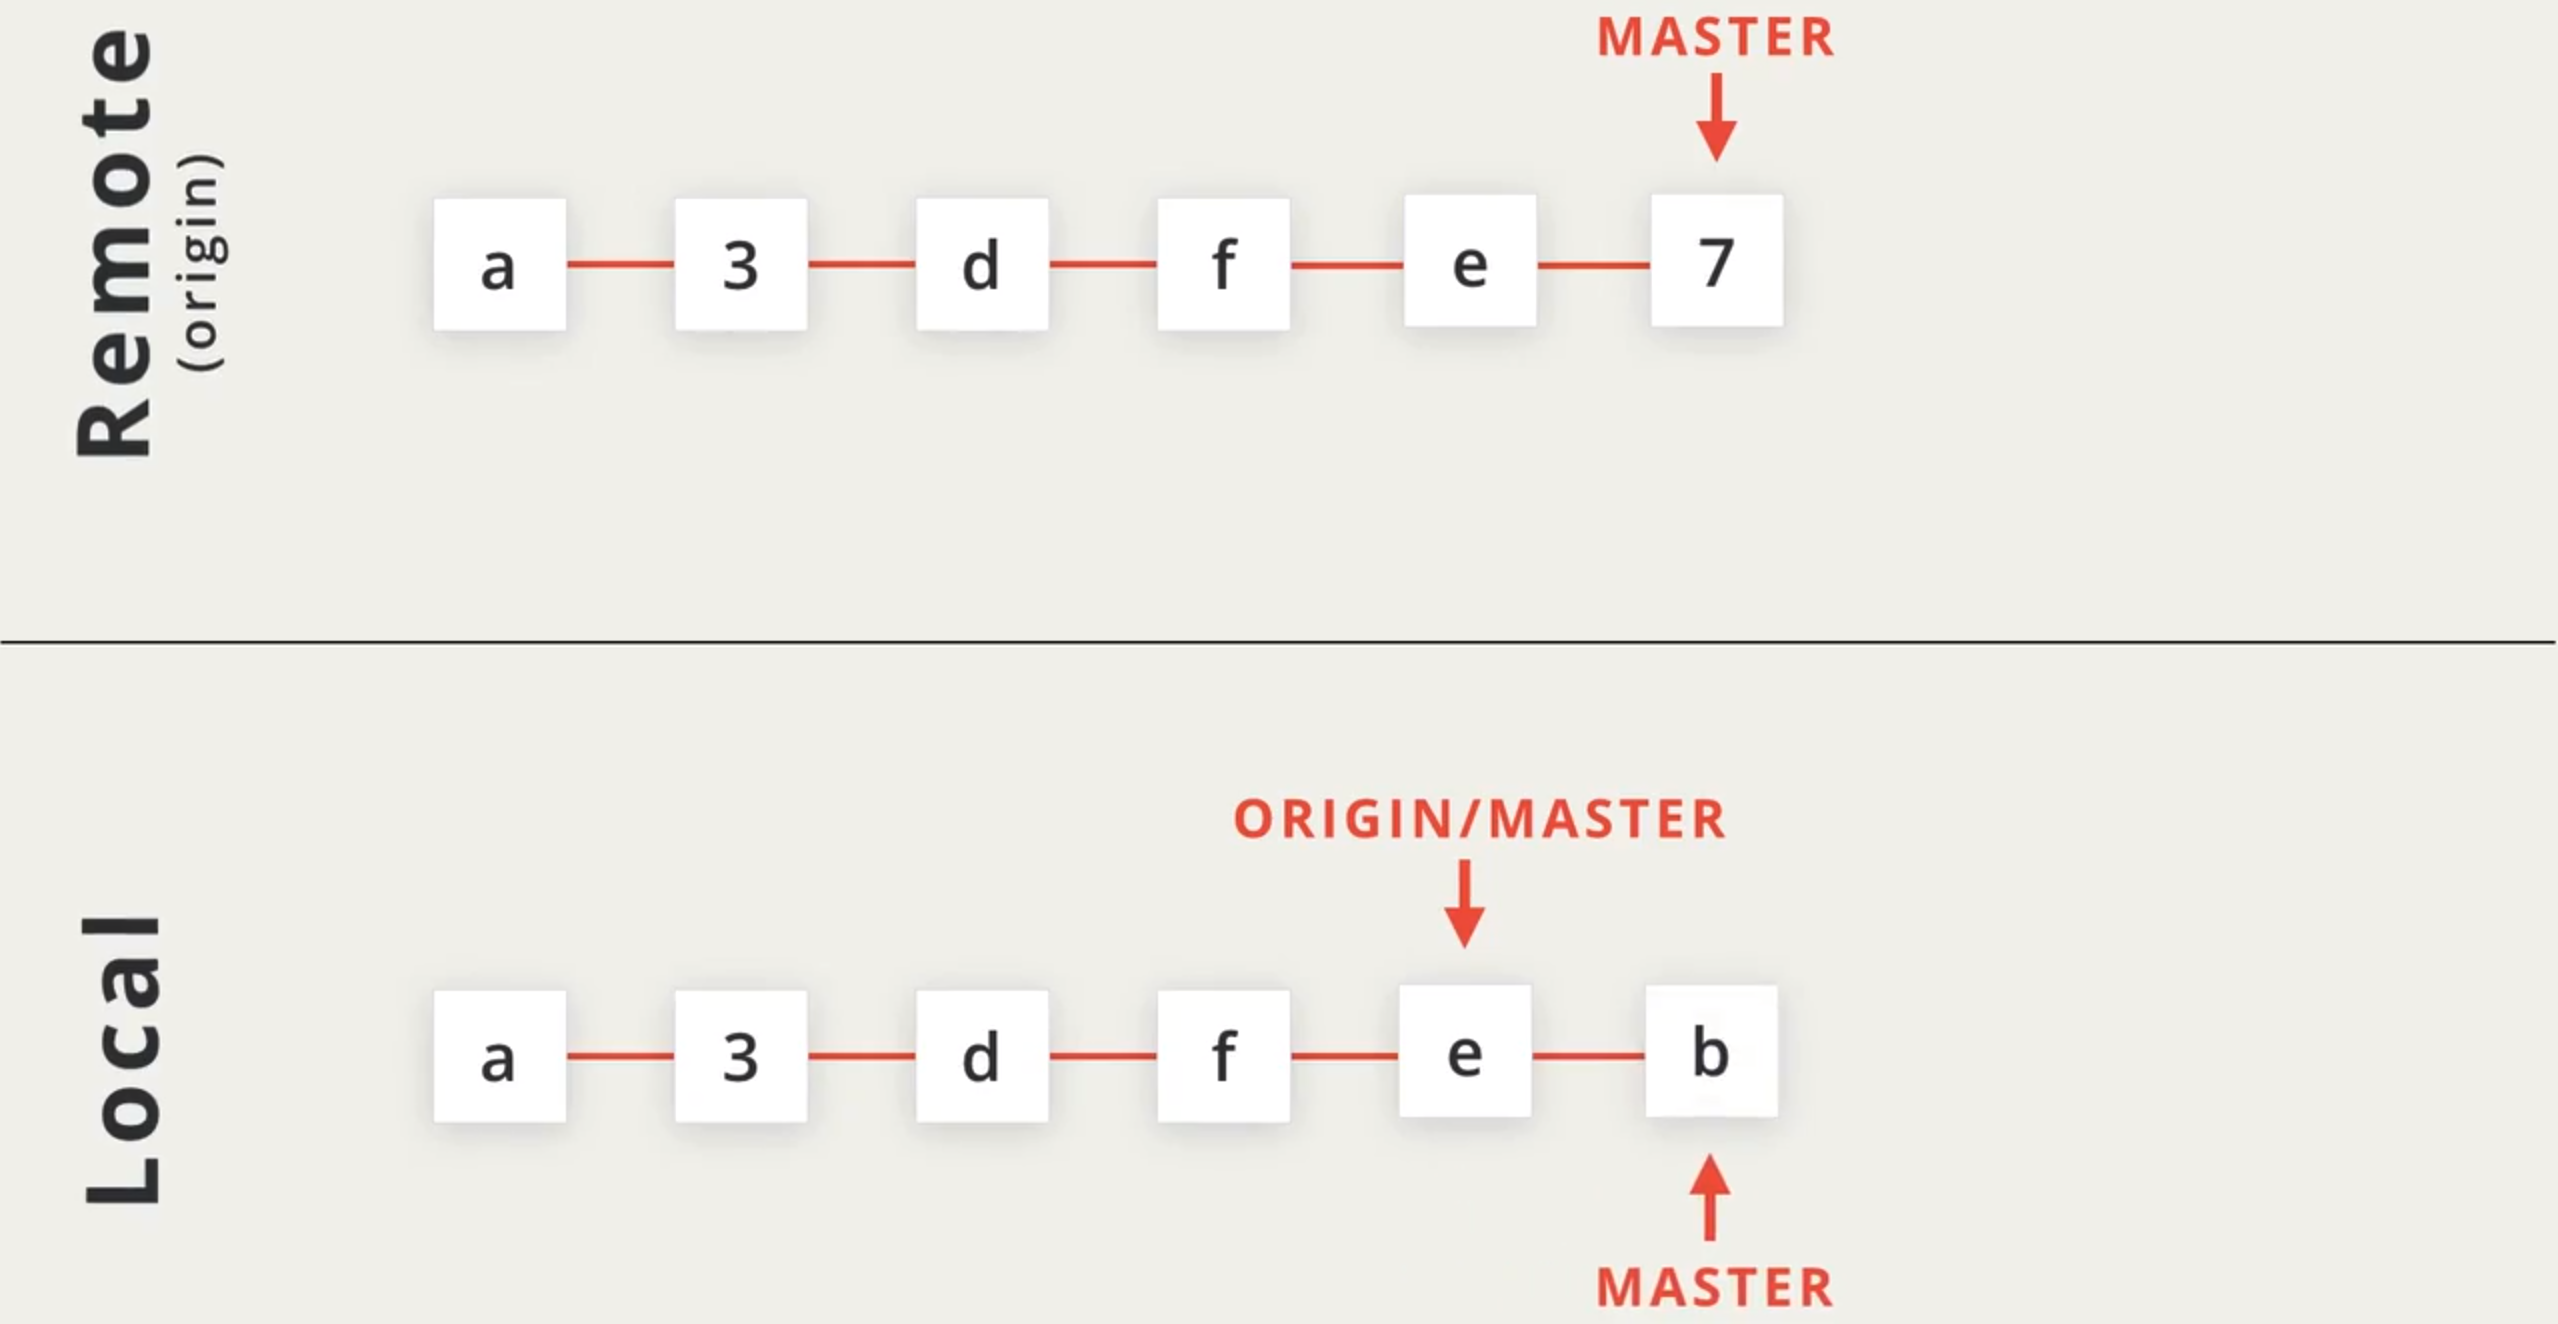 Remote
(origin)
MASTER
a 3 d f e 7
Local
ORIGIN/MASTER
a 3 d f e b
MASTER